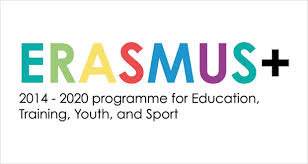 ERASMUS+
2014 - 2020 programme for Education,
Training, Youth, and Sport